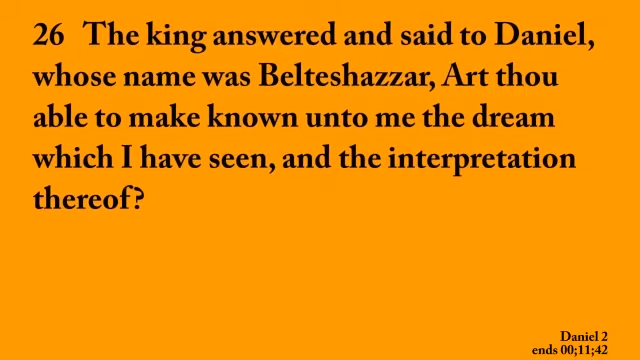 26 The king answered and said to Daniel,
whose name was Belteshazzar, Art thou
able to make known unto me the dream
which I have seen, and the interpretation
thereof?
Daniel 2
ends 00;11;42